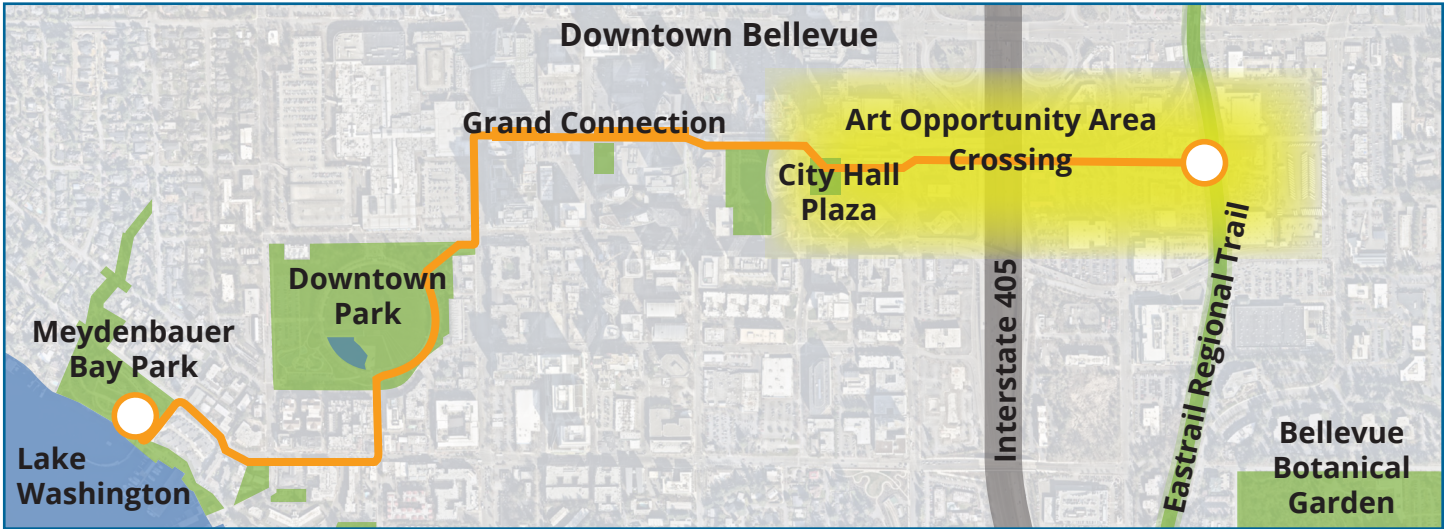 Downtown Bellevue
Grand Connection
Art Opportunity Area
Crossing
City Hall
Plaza
Downtown
Park
Meydenbauer
Bay Park
Lake
Washington
Interstate 405
Eastrail Regional Trail
Bellevue
Botanical
Garden